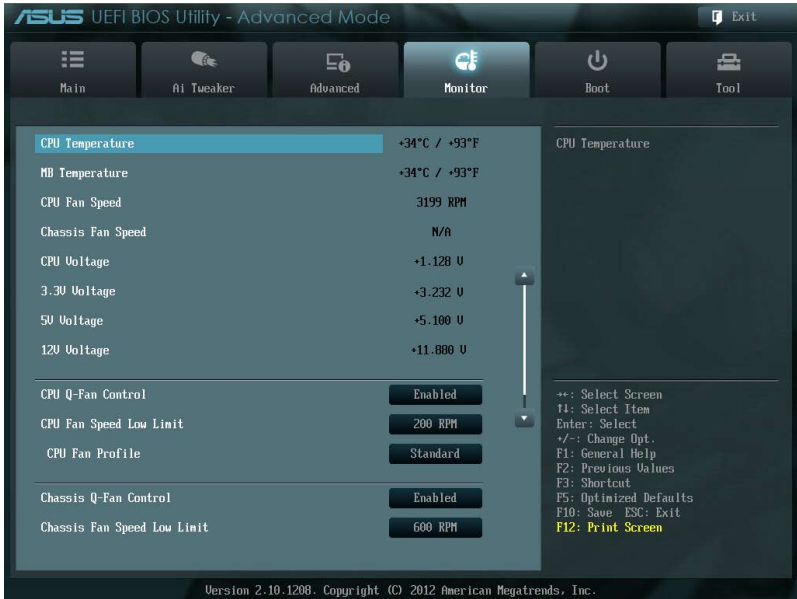 ASUS UEFI BIOS Utility - Advanced Mode
Exit
Main Ai Tweaker Advanced Monitor Boot Tool
CPU Temperature +34°C / +93°F
MB Temperature +34°C / +93°F
CPU Fan Speed 3199 RPM
Chassis Fan Speed N/A
CPU Voltage +1.128 V
3.3V Voltage +3.232 V
5V Voltage +5.100 V
12V Voltage +11.880 V
CPU Q-Fan Control Enabled
CPU Fan Speed Low Limit 200 RPM
CPU Fan Profile Standard
Chassis Q-Fan Control Enabled
Chassis Fan Speed Low Limit 600 RPM
CPU Temperature
→←: Select Screen
↑↓: Select Item
Enter: Select
+/-: Change Opt.
F1: General Help
F2: Previous Values
F3: Shortcut
F5: Optimized Defaults
F10: Save ESC: Exit
F12: Print Screen
Version 2.10.1208. Copyright (C) 2012 American Megatrends, Inc.